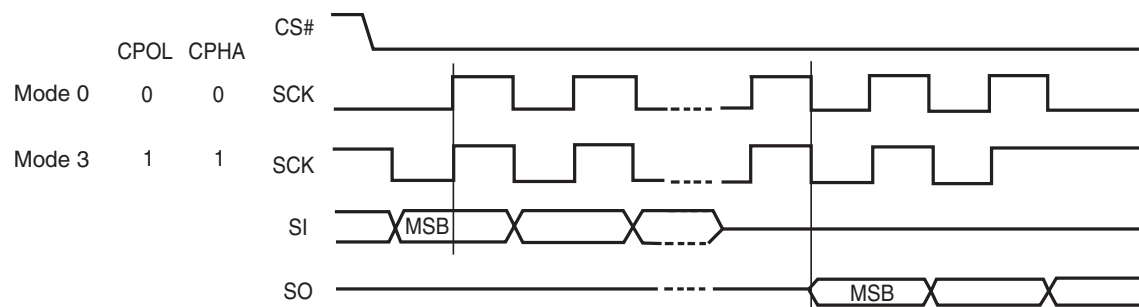 CS#
CPOL CPHA
Mode 0 0 0 SCK
Mode 3 1 1 SCK
SI MSB
SO MSB